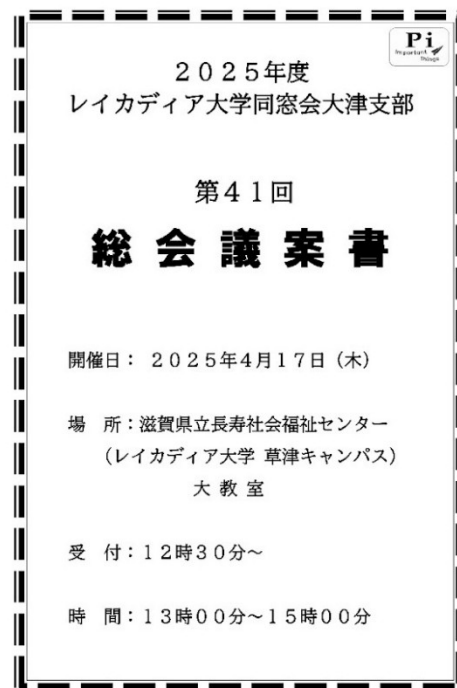 Pi
Important
Things
２０２５年度
レイカディア大学同窓会大津支部
第４１回
総会議案書
開催日： ２０２５年４月１７日（木）
場　所：滋賀県立長寿社会福祉センター
（レイカディア大学 草津キャンパス）
大 教 室
受　付：１２時３０分～
時　間：１３時００分～１５時００分